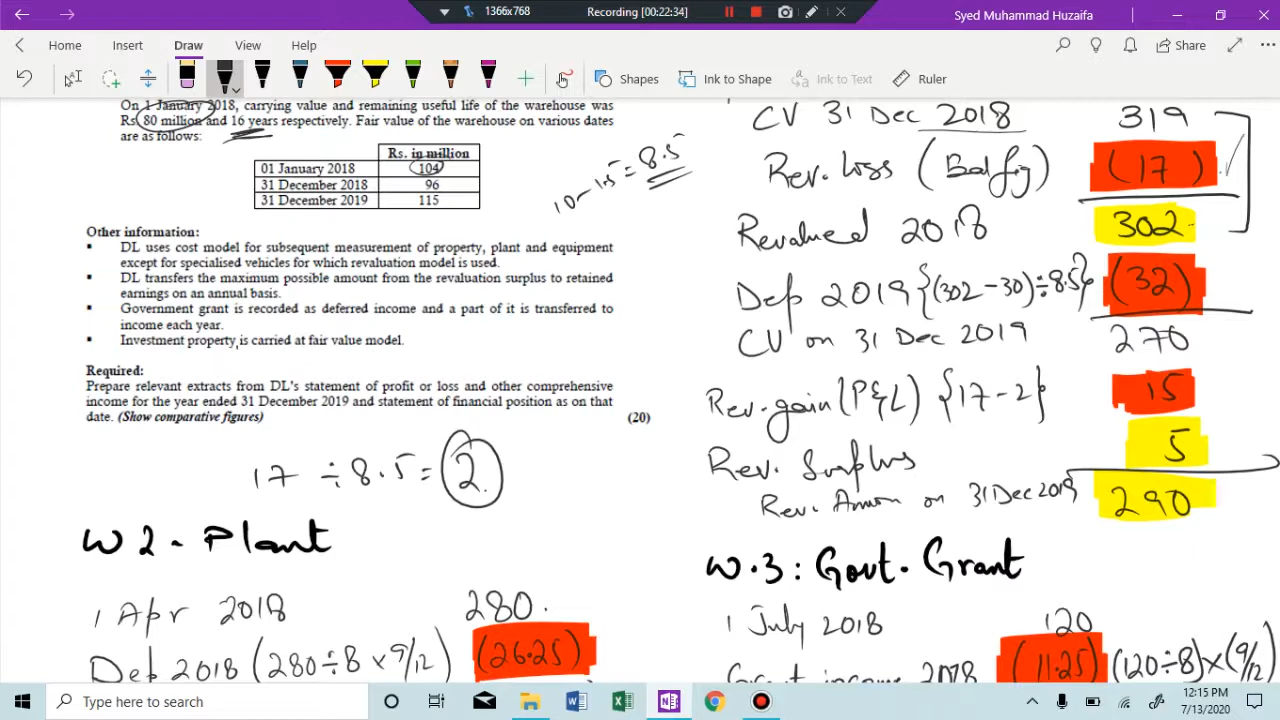 1366x768
Recording [00:22:34]
Syed Muhammad Huzaifa
Home Insert Draw View Help
Share
Shapes
Ink to Shape
Ink to Text
Ruler
On 1 January 2018, carrying value and remaining useful life of the warehouse was
Rs 80 million and 16 years respectively. Fair value of the warehouse on various dates
are as follows:
Rs. in million
01 January 2018 104
31 December 2018 96
31 December 2019 115
10-1.5=8.5
Other information:
▪ DL uses cost model for subsequent measurement of property, plant and equipment
except for specialised vehicles for which revaluation model is used.
▪ DL transfers the maximum possible amount from the revaluation surplus to retained
earnings on an annual basis.
▪ Government grant is recorded as deferred income and a part of it is transferred to
income each year.
▪ Investment property is carried at fair value model.
Required:
Prepare relevant extracts from DL's statement of profit or loss and other comprehensive
income for the year ended 31 December 2019 and statement of financial position as on that
date. (Show comparative figures) (20)
17 ÷ 8.5 = 2
W 2 - Plant
1 Apr 2018 280
Dep 2018 (280÷8 x 9/12) (26.25)
CV 31 Dec 2018 319
Rev. Loss (Bal fig) (17)
Revalued 2018 302
Dep 2019 {(302-30)÷8.5} (32)
CV on 31 Dec 2019 270
Rev. gain (P&L) {17-2} 15
Rev. Surplus 5
Rev. Amou on 31 Dec 2019 290
W.3: Govt. Grant
1 July 2018 120
Grant income 2018 (11.25) (120÷8)x(9/12)
Type here to search
12:15 PM
7/13/2020